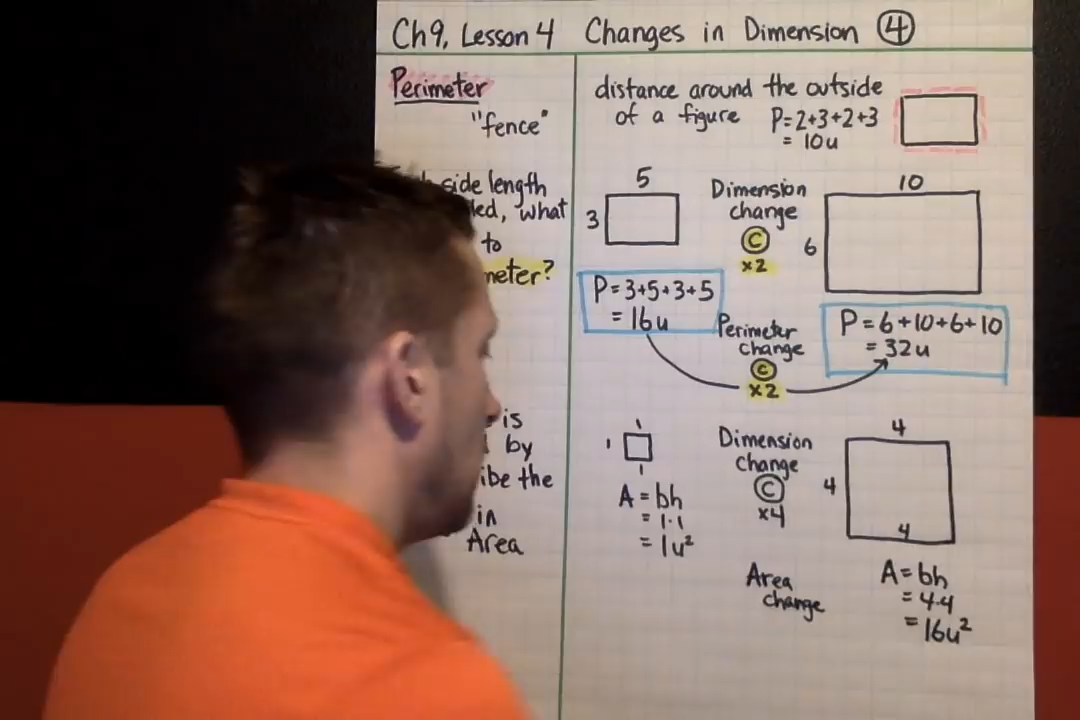 Ch 9, Lesson 4 Changes in Dimension ④
Perimeter
"fence"
distance around the outside
of a figure
P=2+3+2+3
= 10u
side length
what
to
5
3
Dimension
change
Ⓒ
x2
10
6
P=3+5+3+5
= 16u
Perimeter
change
Ⓒ
x2
P=6+10+6+10
= 32u
is
by
the
in
Area
1
1
1
A=bh
= 1·1
= 1u²
Dimension
change
Ⓒ
x4
4
4
4
Area
change
A=bh
= 4·4
= 16u²